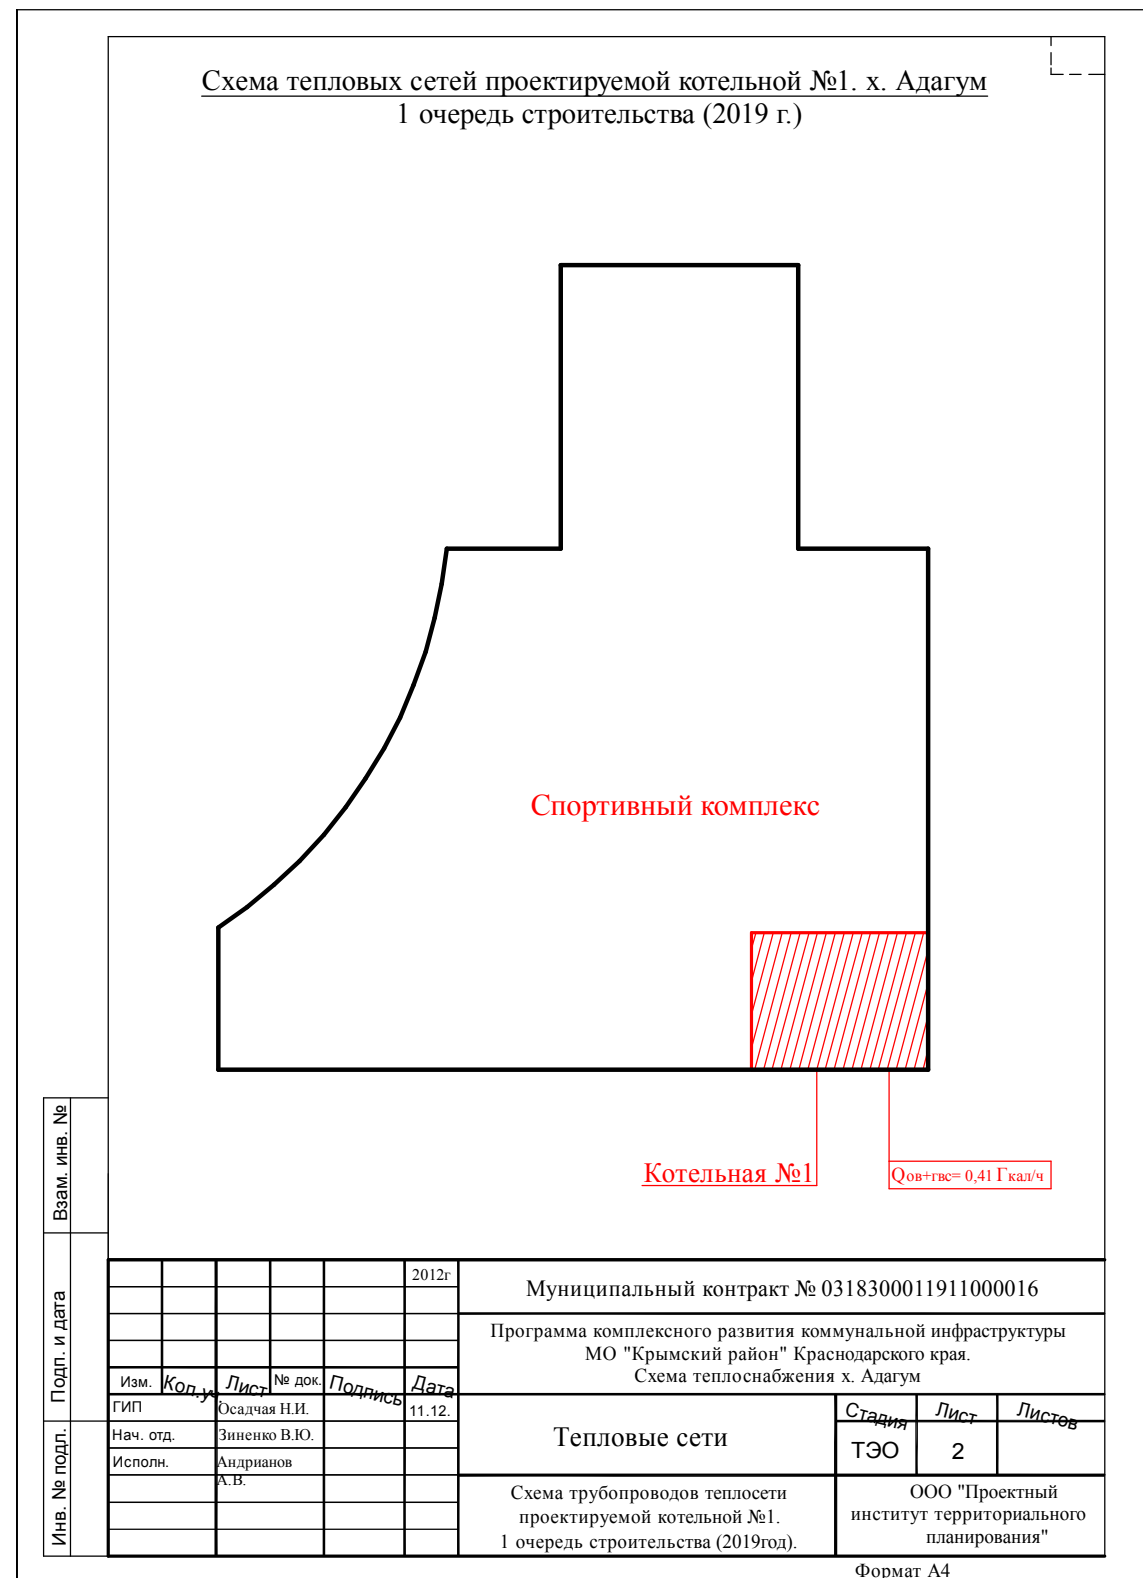 Схема тепловых сетей проектируемой котельной №1. х. Адагум
1 очередь строительства (2019 г.)
Спортивный комплекс
Котельная №1
Qов+гвс= 0,41 Гкал/ч
Взам. инв. №
Подп. и дата
Инв. № подл.
2012г
Изм. Кол.уч Лист № док. Подпись Дата
ГИП Осадчая Н.И. 11.12.
Нач. отд. Зиненко В.Ю.
Исполн. Андрианов
А.В.
Муниципальный контракт № 0318300011911000016
Программа комплексного развития коммунальной инфраструктуры
МО "Крымский район" Краснодарского края.
Схема теплоснабжения х. Адагум
Тепловые сети
Стадия Лист Листов
ТЭО 2
Схема трубопроводов теплосети
проектируемой котельной №1.
1 очередь строительства (2019год).
ООО "Проектный
институт территориального
планирования"
Формат А4